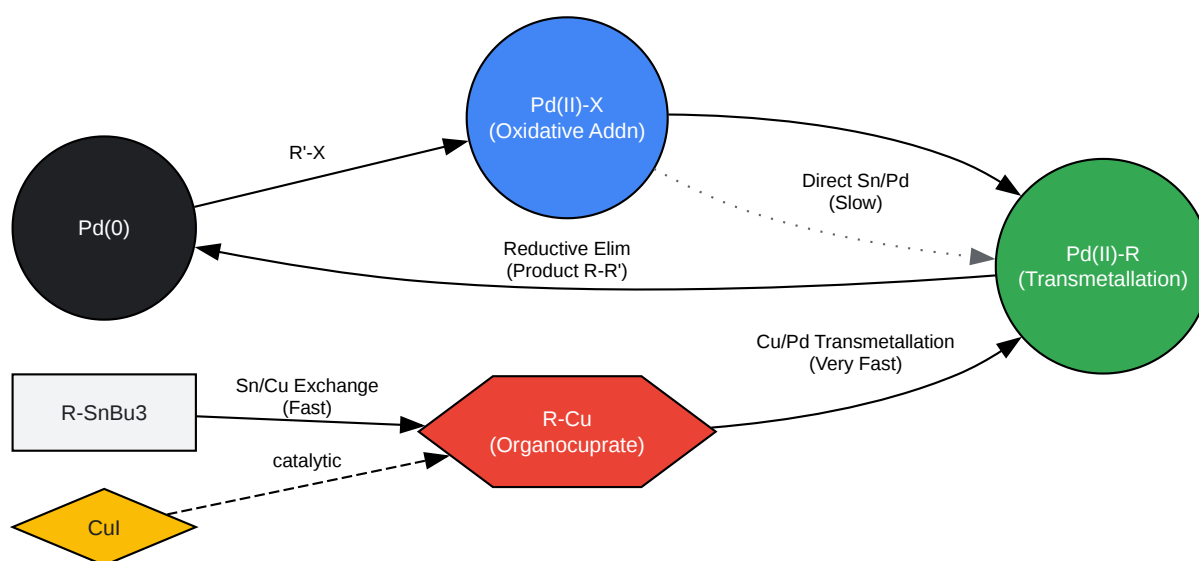 Pd(II)-X
(Oxidative Addn)
R'-X
Direct Sn/Pd
(Slow)
Pd(0)
Reductive Elim
(Product R-R')
Pd(II)-R
(Transmetallation)
Cu/Pd Transmetallation
(Very Fast)
Sn/Cu Exchange
(Fast)
R-SnBu3
R-Cu
(Organocuprate)
catalytic
CuI